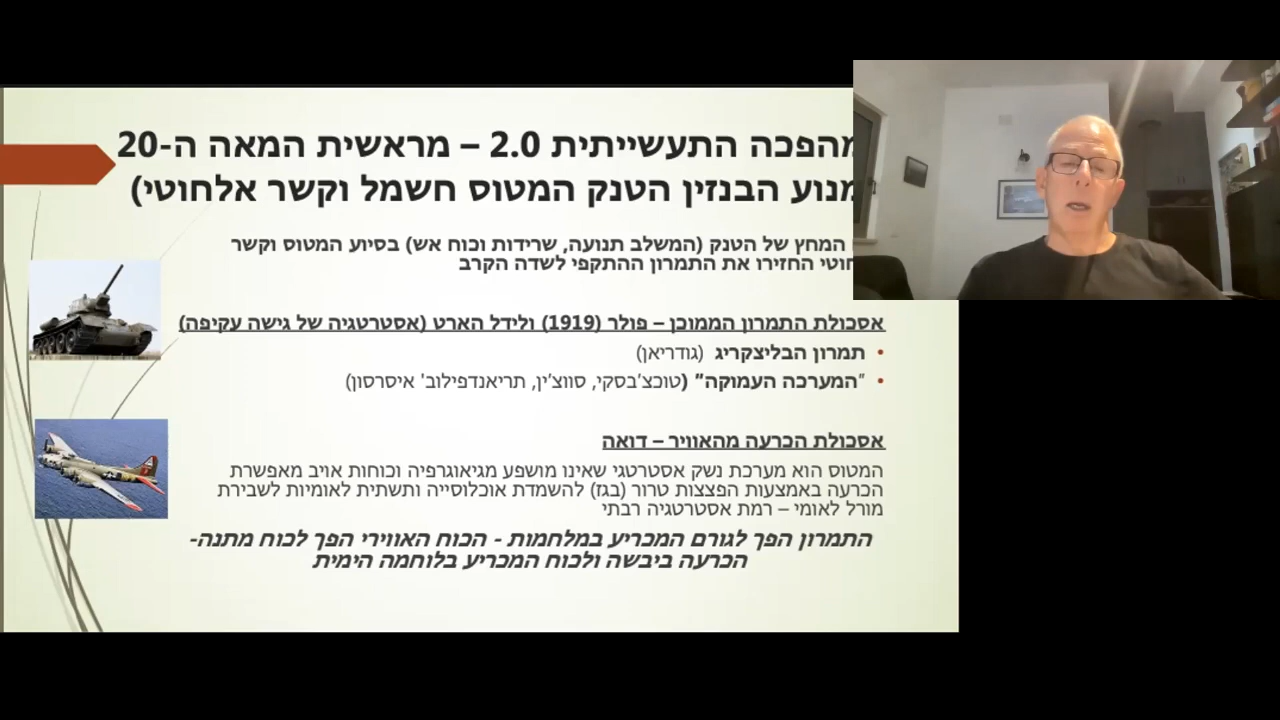 מהפכה התעשייתית 2.0 – מראשית המאה ה-20
מנוע הבנזין הטנק המטוס חשמל וקשר אלחוטי)
המחץ של הטנק (המשלב תנועה, שרידות וכוח אש) בסיוע המטוס וקשר
החזירו את התמרון ההתקפי לשדה הקרב
אסכולת התמרון הממוכן – פולר (1919) ולידל הארט (אסטרטגיה של גישה עקיפה)
• תמרון הבליצקריג (גודריאן)
• "המערכה העמוקה" (טוכצ'בסקי, סווצ'ין, תריאנדפילוב' איסרסון)
אסכולת הכרעה מהאוויר – דואה
המטוס הוא מערכת נשק אסטרטגי שאינו מושפע מגיאוגרפיה וכוחות אויב מאפשרת
הכרעה באמצעות הפצצות טרור (בגז) להשמדת אוכלוסייה ותשתית לאומיות לשבירת
מורל לאומי – רמת אסטרטגיה רבתי
התמרון הפך לגורם המכריע במלחמות - הכוח האווירי הפך לכוח מתנה-
הכרעה ביבשה ולכוח המכריע בלוחמה הימית